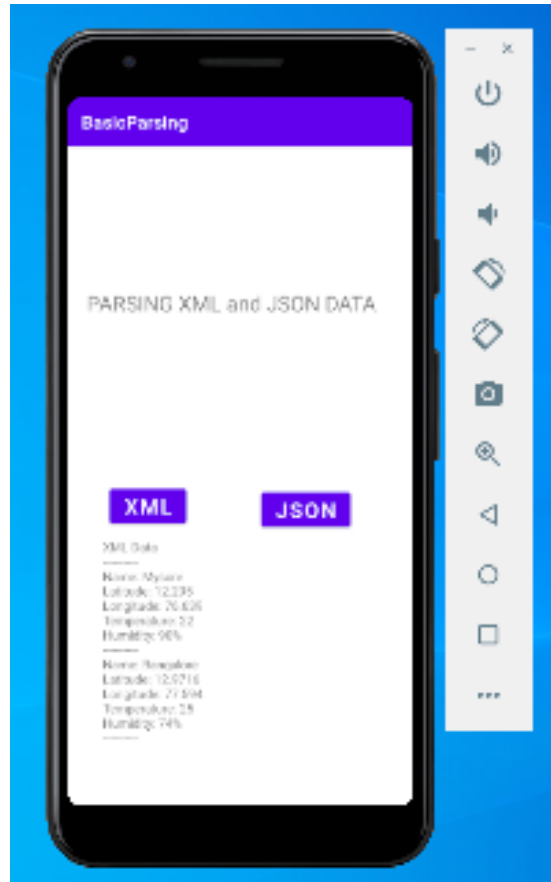 BasicParsing
PARSING XML and JSON DATA
XML
JSON
XML Data
--------
Name: Mysore
Latitude: 12.295
Longitude: 76.639
Temperature: 22
Humidity: 90%
--------
Name: Bangalore
Latitude: 12.9716
Longitude: 77.594
Temperature: 25
Humidity: 74%
--------